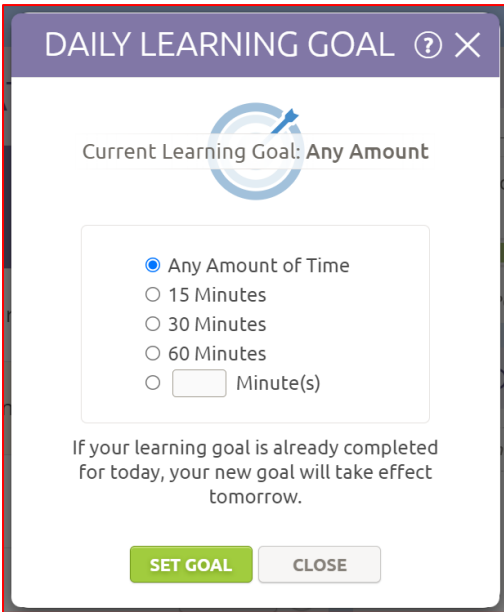 DAILY LEARNING GOAL ?
Current Learning Goal: Any Amount
Any Amount of Time
15 Minutes
30 Minutes
60 Minutes
Minute(s)
If your learning goal is already completed
for today, your new goal will take effect
tomorrow.
SET GOAL CLOSE